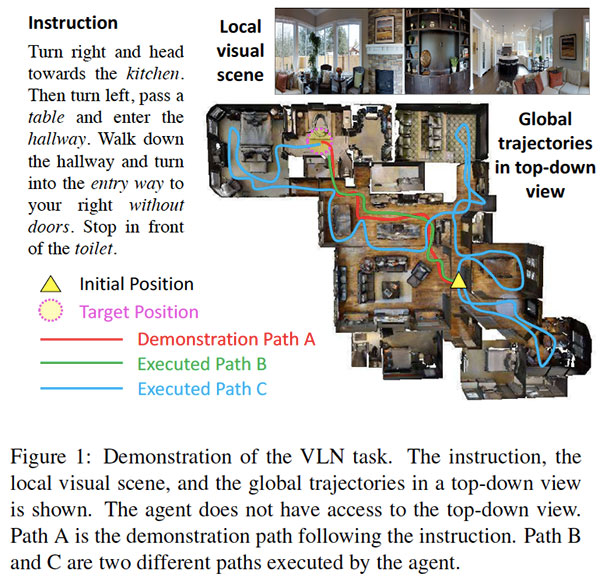 Instruction
Turn right and head
towards the kitchen.
Then turn left, pass a
table and enter the
hallway. Walk down
the hallway and turn
into the entry way to
your right without
doors. Stop in front
of the toilet.
Local
visual
scene
Global
trajectories
in top-down
view
Initial Position
Target Position
Demonstration Path A
Executed Path B
Executed Path C
Figure 1: Demonstration of the VLN task. The instruction, the
local visual scene, and the global trajectories in a top-down view
is shown. The agent does not have access to the top-down view.
Path A is the demonstration path following the instruction. Path B
and C are two different paths executed by the agent.